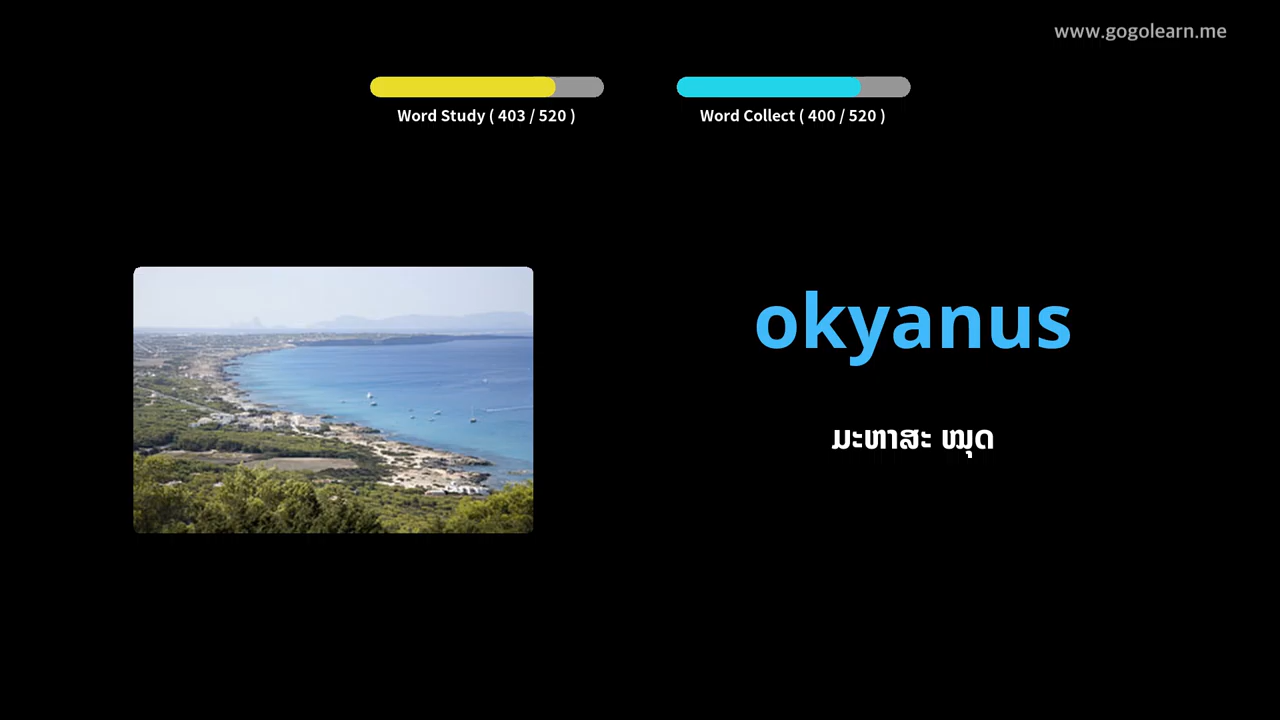 www.gogolearn.me
Word Study ( 403 / 520 )
Word Collect ( 400 / 520 )
okyanus
ມະຫາສະ ໝຸດ